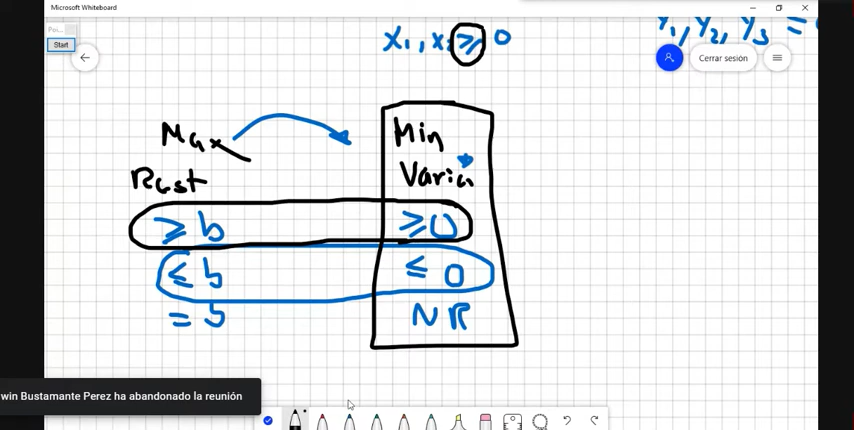 Microsoft Whiteboard
Poi...
Start
x₁, x₂ ≥ 0
Y₁, Y₂, Y₃ =
Cerrar sesión
Max Min
Rest Varia
≥ b ≥ 0
≤ b ≤ 0
= b NR
win Bustamante Perez ha abandonado la reunión